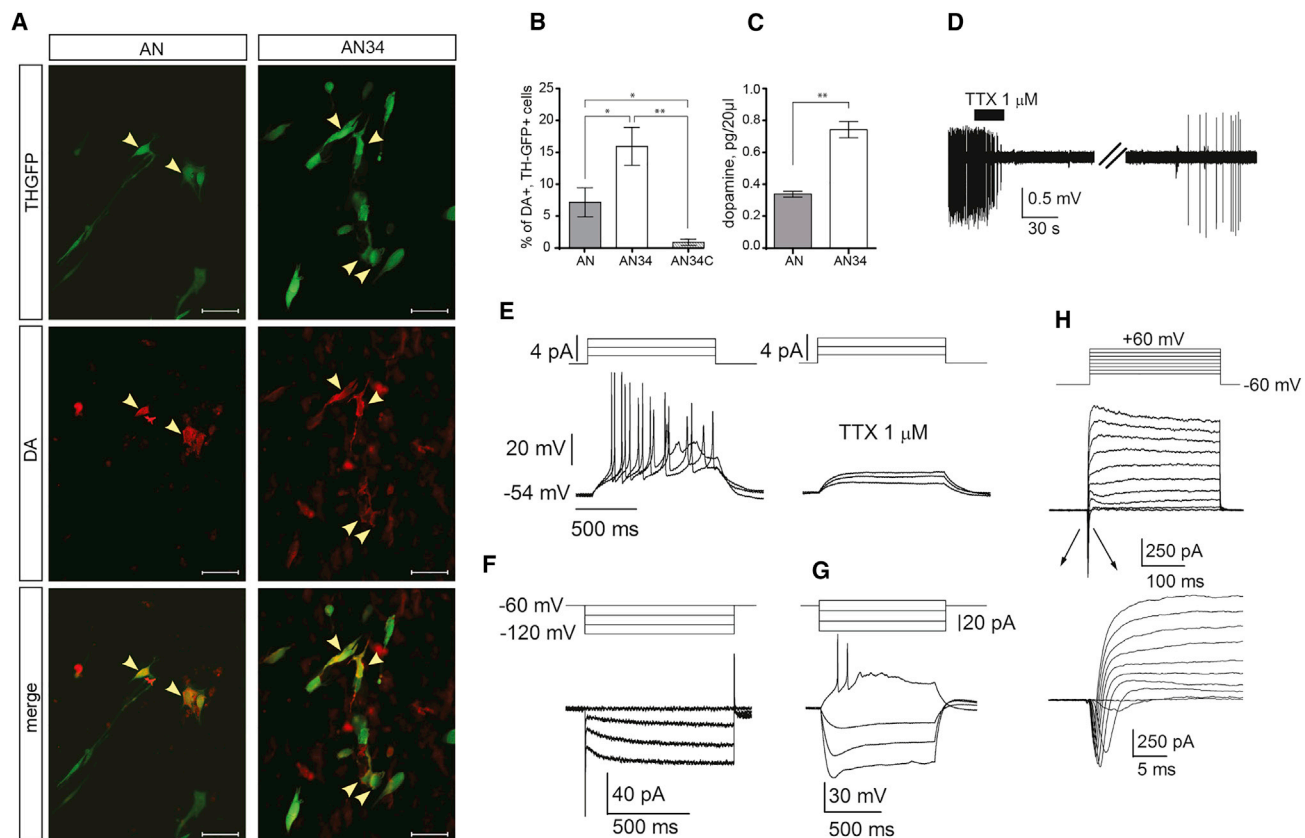 A
AN
AN34
THGFP
DA
merge
B
% of DA+, TH-GFP+ cells
25
20
15
10
5
0
*
*
**
AN
AN34
AN34C
C
dopamine, pg/20µl
1.0
0.8
0.6
0.4
0.2
0.0
**
AN
AN34
D
TTX 1 µM
0.5 mV
30 s
E
4 pA
4 pA
20 mV
TTX 1 µM
-54 mV
500 ms
F
-60 mV
-120 mV
40 pA
500 ms
G
20 pA
30 mV
500 ms
H
+60 mV
-60 mV
250 pA
100 ms
250 pA
5 ms